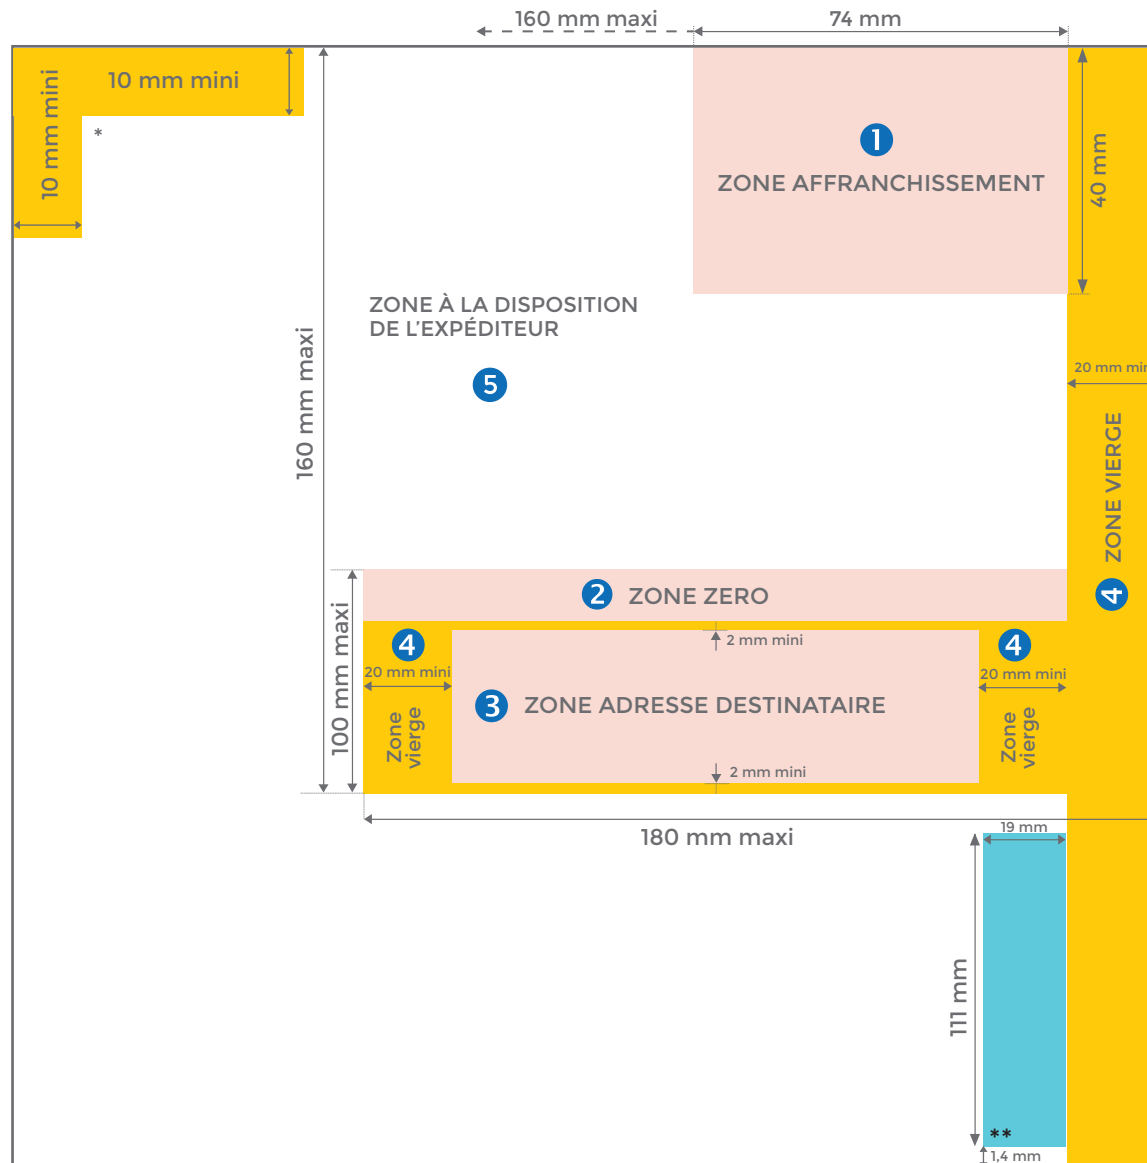 160 mm maxi
74 mm
10 mm mini
10 mm mini
*
1
ZONE AFFRANCHISSEMENT
40 mm
ZONE À LA DISPOSITION
DE L'EXPÉDITEUR
5
160 mm maxi
20 mm min
ZONE VIERGE
4
2 ZONE ZERO
100 mm maxi
4
20 mm mini
Zone
vierge
2 mm mini
3 ZONE ADRESSE DESTINATAIRE
2 mm mini
4
20 mm mini
Zone
vierge
180 mm maxi
19 mm
111 mm
**
1,4 mm